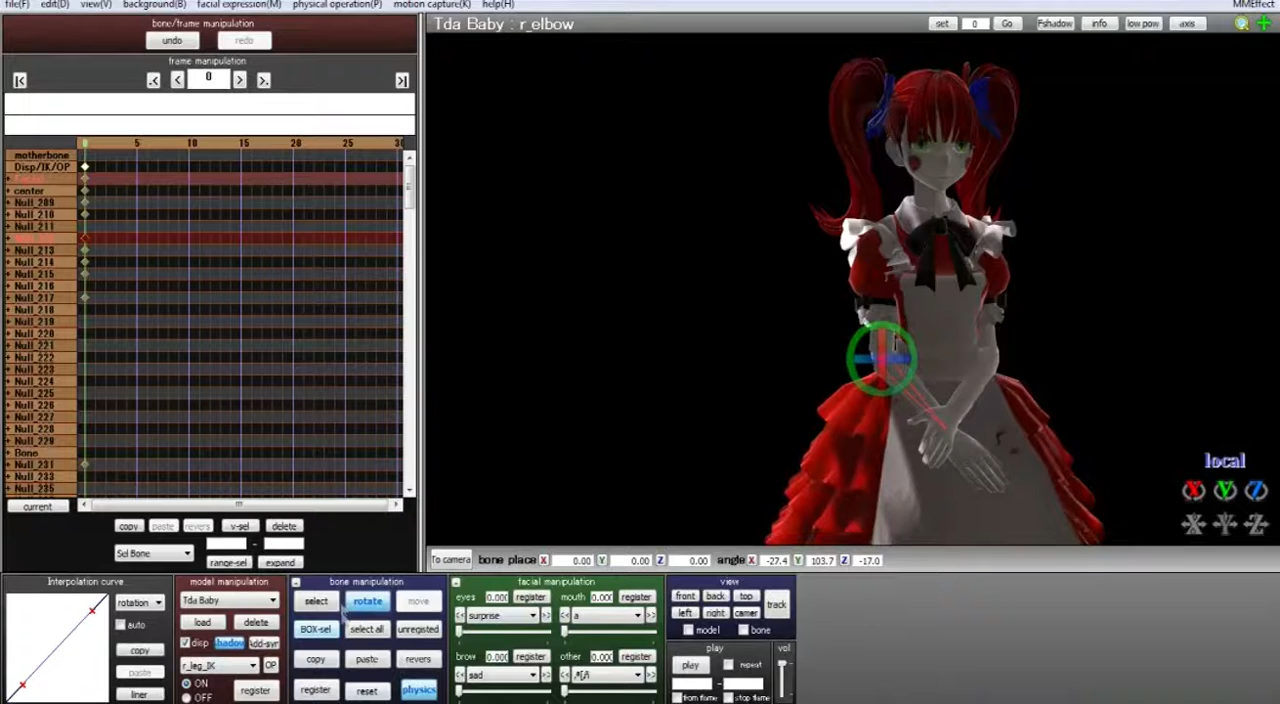 file(F) edit(D) view(V) background(B) facial expression(M) physical operation(P) motion capture(K) help(H) MMEffect
bone/frame manipulation
undo redo
frame manipulation
0
Tda Baby : r_elbow
set 0 Go Fshadow info low pow axis
0 5 10 15 20 25 30
motherbone
Disp/IK/OP
center
Null_209
Null_210
Null_211
Null_213
Null_214
Null_215
Null_216
Null_217
Null_218
Null_219
Null_220
Null_221
Null_222
Null_223
Null_224
Null_225
Null_226
Null_227
Null_228
Null_229
Bone
Null_231
Null_233
Null_235
current
copy paste revers v-sel delete
Sel Bone -
range-sel expand
local
X Y Z
X Y Z
To camera bone place X 0.00 Y 0.00 Z 0.00 angle X -27.4 Y 103.7 Z -17.0
Interpolation curve
rotation
auto
copy
paste
liner
model manipulation
Tda Baby
load delete
disp shadow Add-svr
r_leg_IK OP
ON
OFF
register
bone manipulation
select rotate move
BOX-sel select all unregisted
copy paste revers
register reset physics
facial manipulation
eyes 0.000 register mouth 0.000 register
<< surprise >> << a >>
brow 0.000 register other 0.000 register
<< sad >> << >>
view
front back top
left right camer
track
model bone
play
play repeat
-
from flame stop flame
vol